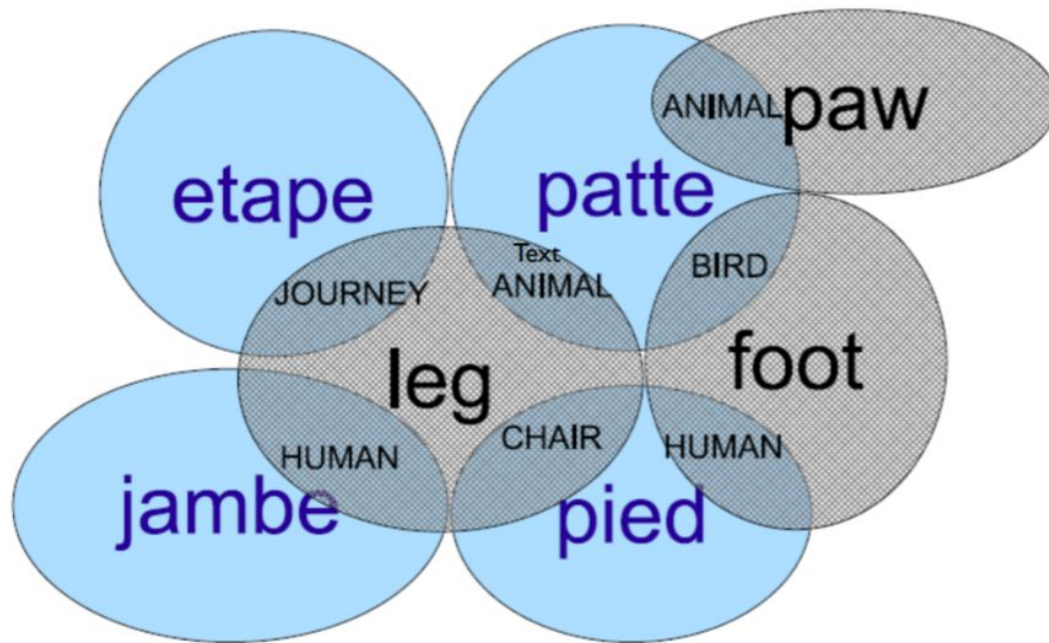 ANIMAL paw
etape patte
BIRD
Text
JOURNEY ANIMAL
leg foot
HUMAN CHAIR HUMAN
jambe pied